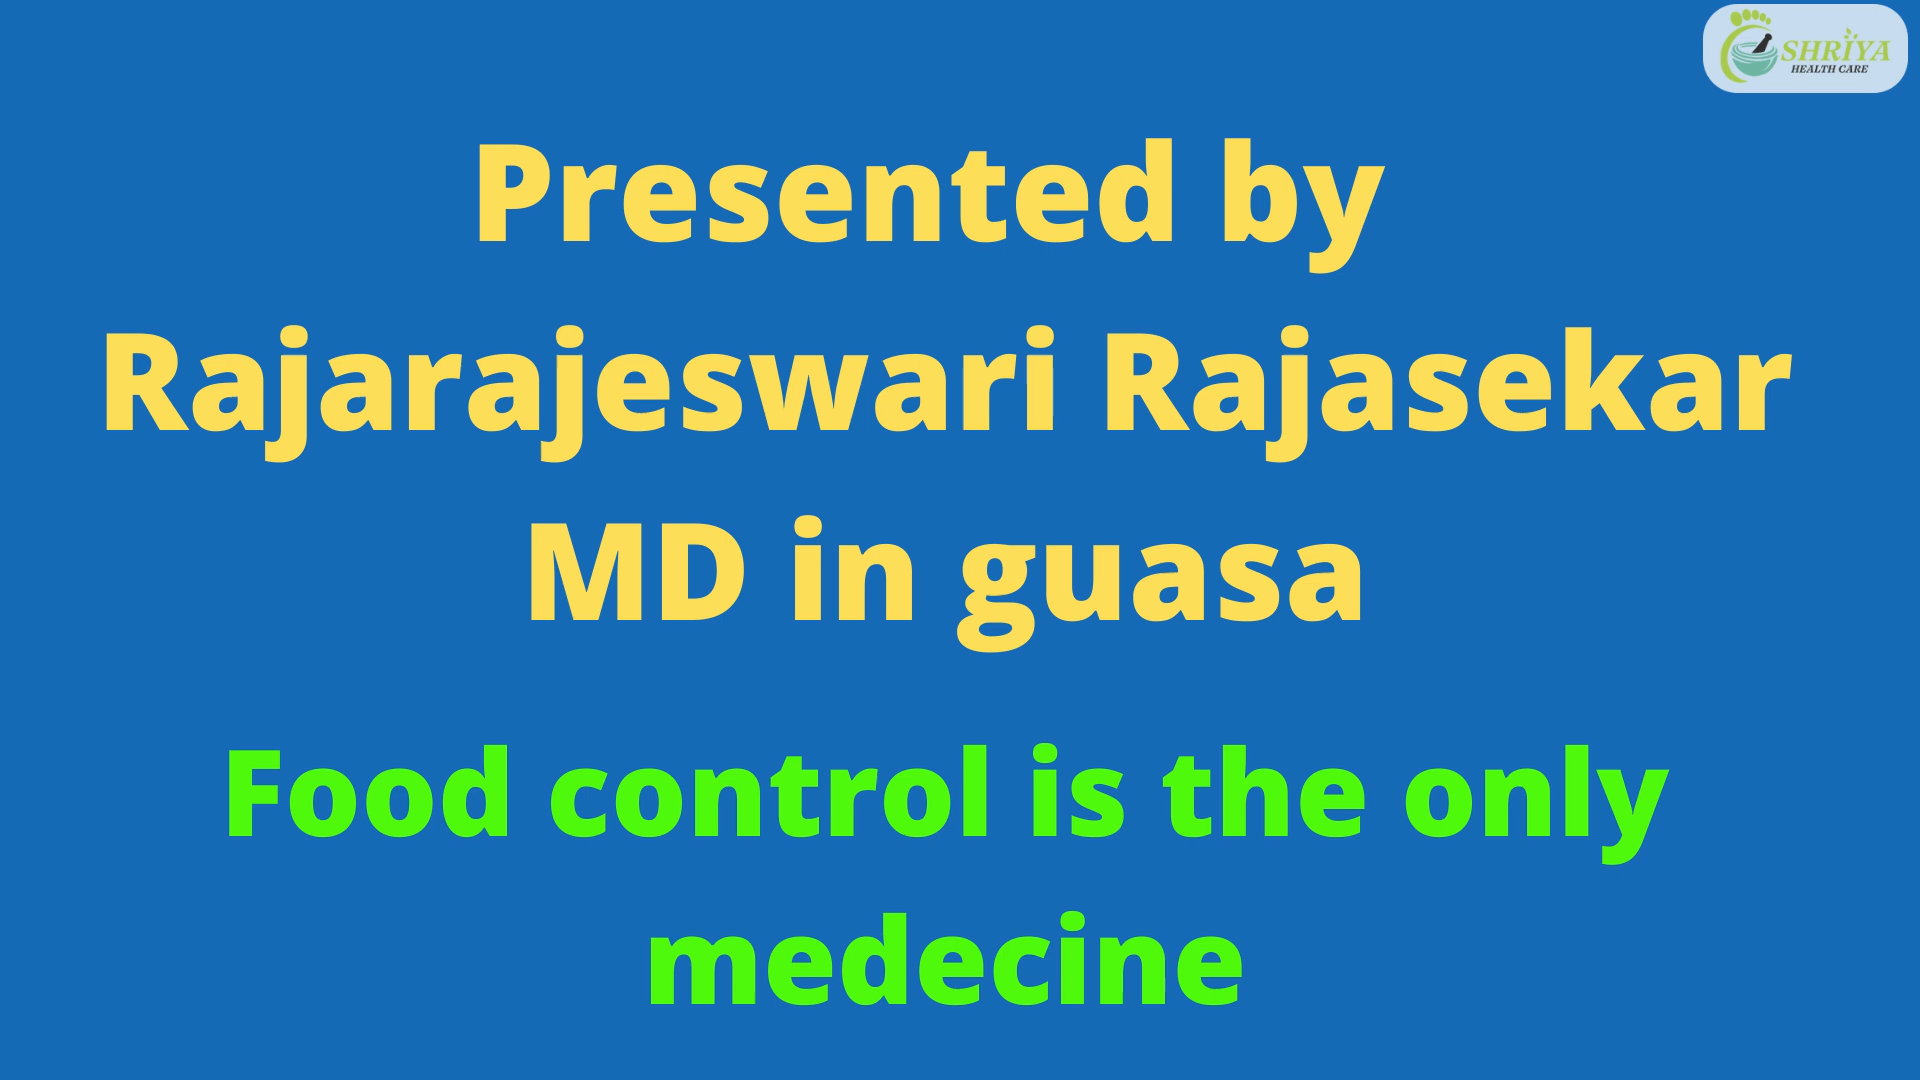 SHRIYA
HEALTH CARE
Presented by
Rajarajeswari Rajasekar
MD in guasa
Food control is the only
medecine